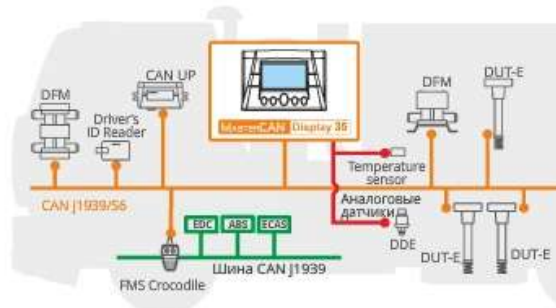 DFM
Driver's
ID Reader
CAN UP
MasterCAN Display 35
DFM
DUT-E
Temperature
sensor
CAN J1939/S6
Аналоговые
датчики
DDE
EDC ABS ECAS
Шина CAN J1939
FMS Crocodile
DUT-E
DUT-E